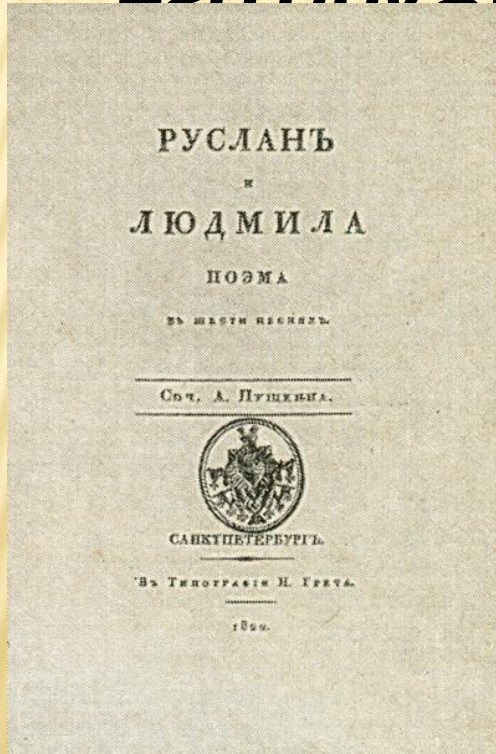 РУСЛАНЪ
и
ЛЮДМИЛА
ПОЭМА
въ шести пѣсняхъ.
Соч. А. Пушкина.
САНКТПЕТЕРБУРГЪ.
Въ Типографіи Н. Греча.
1820.